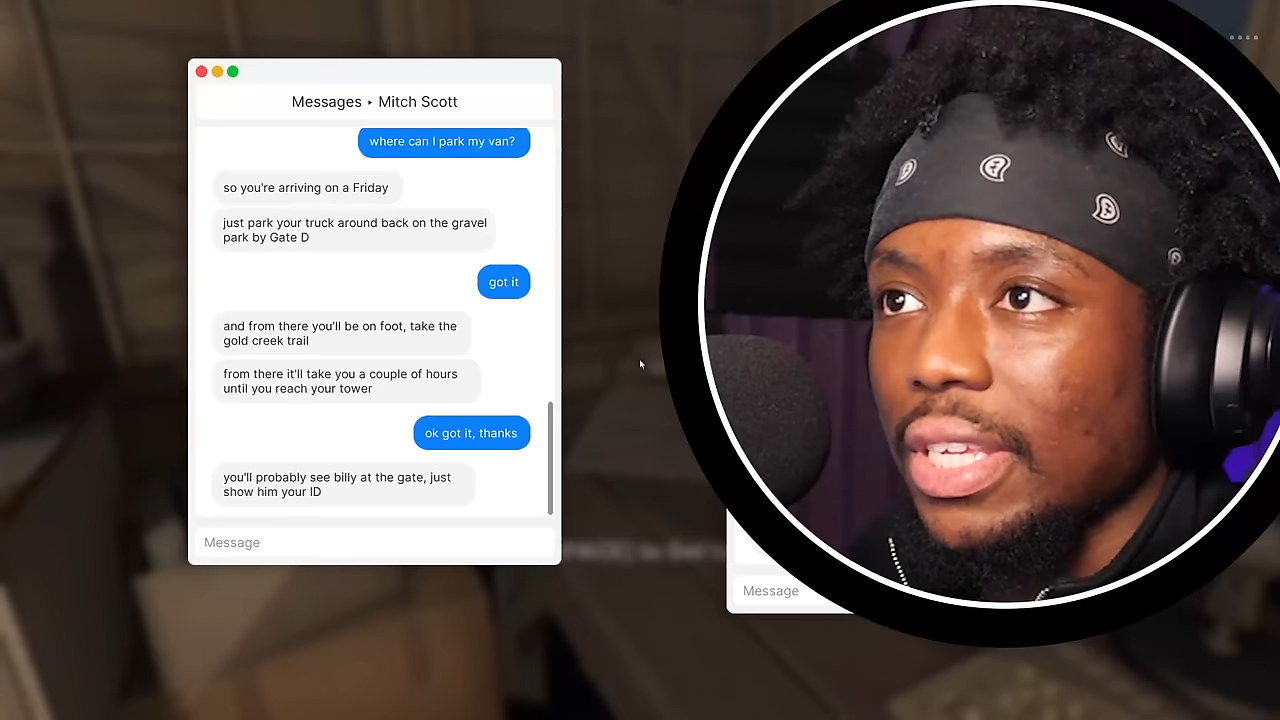 Messages ▸ Mitch Scott
where can I park my van?
so you're arriving on a Friday
just park your truck around back on the gravel
park by Gate D
got it
and from there you'll be on foot, take the
gold creek trail
from there it'll take you a couple of hours
until you reach your tower
ok got it, thanks
you'll probably see billy at the gate, just
show him your ID
Message
Message